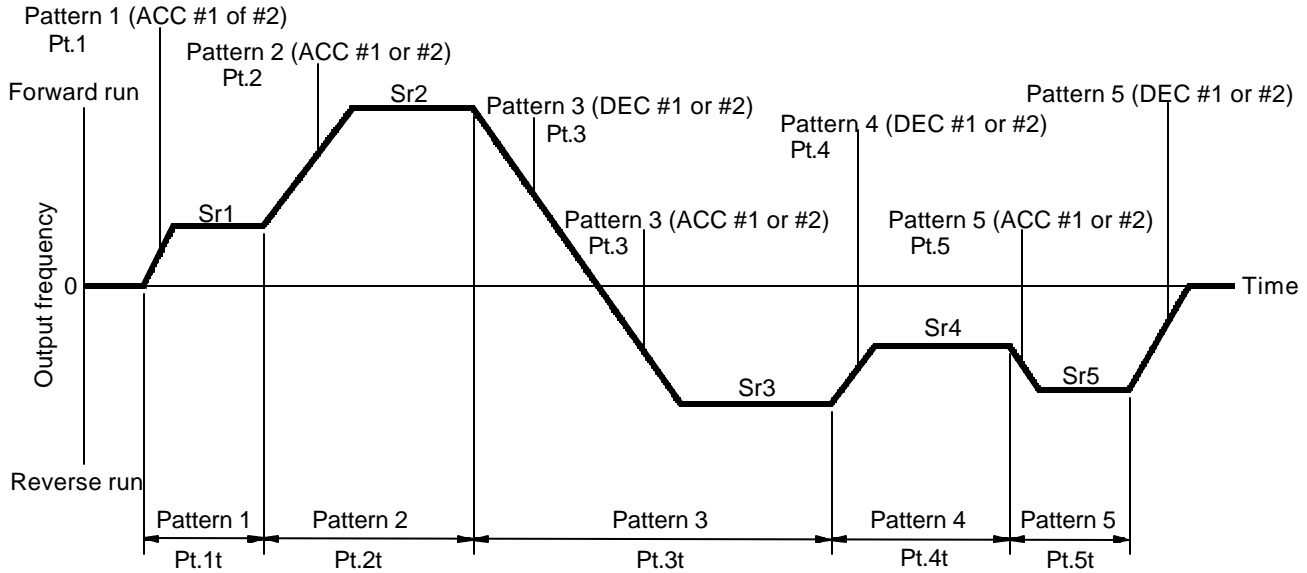 Pattern 1 (ACC #1 of #2)
Pt.1
Pattern 2 (ACC #1 or #2)
Pt.2
Forward run
Sr2
Pattern 3 (DEC #1 or #2)
Pt.3
Pattern 4 (DEC #1 or #2)
Pt.4
Pattern 5 (DEC #1 or #2)
Sr1
Pattern 3 (ACC #1 or #2)
Pt.3
Pattern 5 (ACC #1 or #2)
Pt.5
Output frequency
0
Time
Sr4
Sr3
Sr5
Reverse run
Pattern 1
Pattern 2
Pattern 3
Pattern 4
Pattern 5
Pt.1t
Pt.2t
Pt.3t
Pt.4t
Pt.5t